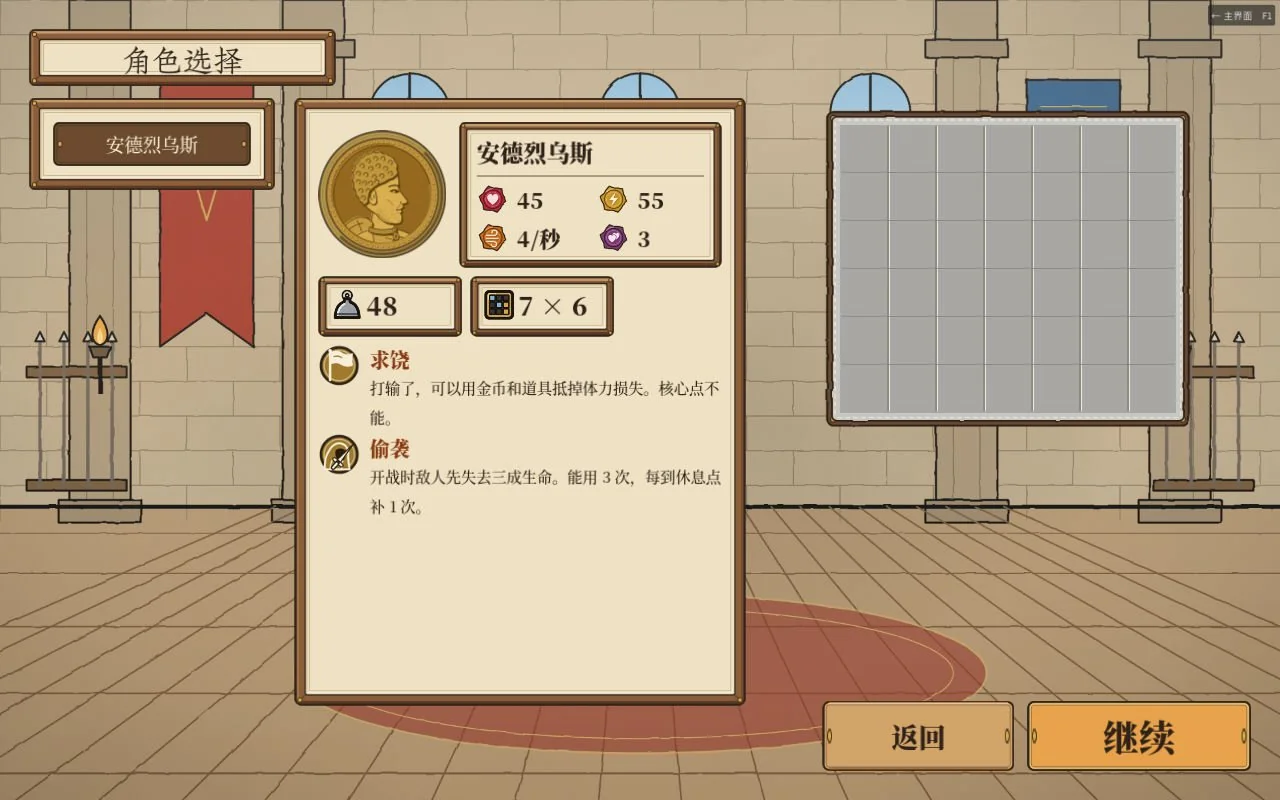 ← 主界面 F1
角色选择
安德烈乌斯
安德烈乌斯
45 55
4/秒 3
48 7 × 6
求饶
打输了，可以用金币和道具抵掉体力损失。核心点不
能。
偷袭
开战时敌人先失去三成生命。能用 3 次，每到休息点
补 1 次。
返回 继续